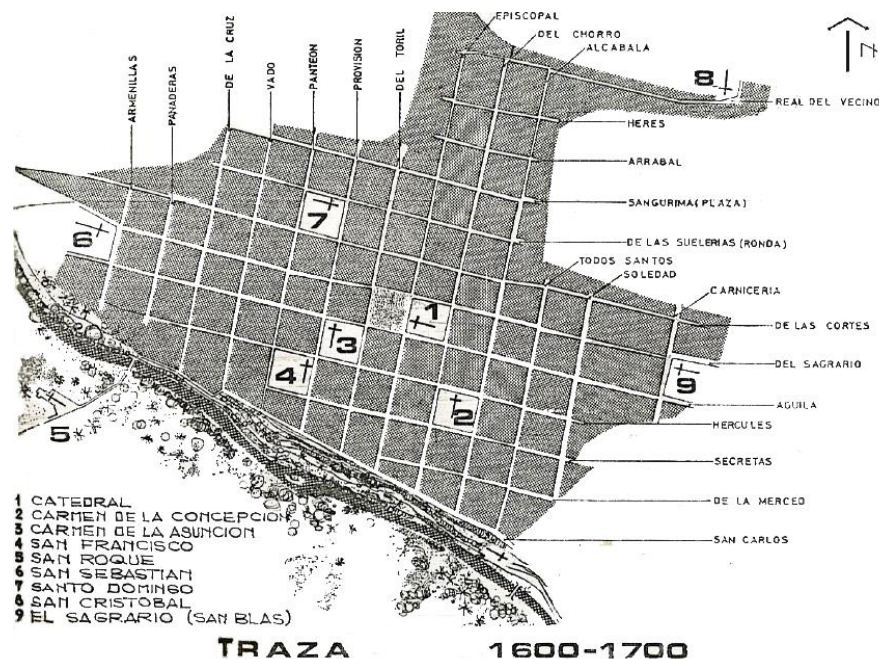 EPISCOPAL
DEL CHORRO
ALCABALA
N
8
REAL DEL VECINO
ARMENILLAS
PANADERAS
DE LA CRUZ
VADO
PANTEON
PROVISION
DEL TORIL
HERES
ARRABAL
7
SANGURIMA(PLAZA)
6
DE LAS SUELERIAS(RONDA)
TODOS SANTOS
SOLEDAD
CARNICERIA
1
DE LAS CORTES
3
DEL SAGRARIO
4
9
2
AGUILA
5
HERCULES
SECRETAS
DE LA MERCED
SAN CARLOS
1 CATEDRAL
2 CARMEN DE LA CONCEPCION
3 CARMEN DE LA ASUNCION
4 SAN FRANCISCO
5 SAN ROQUE
6 SAN SEBASTIAN
7 SANTO DOMINGO
8 SAN CRISTOBAL
9 EL SAGRARIO (SAN BLAS)
TRAZA 1600-1700